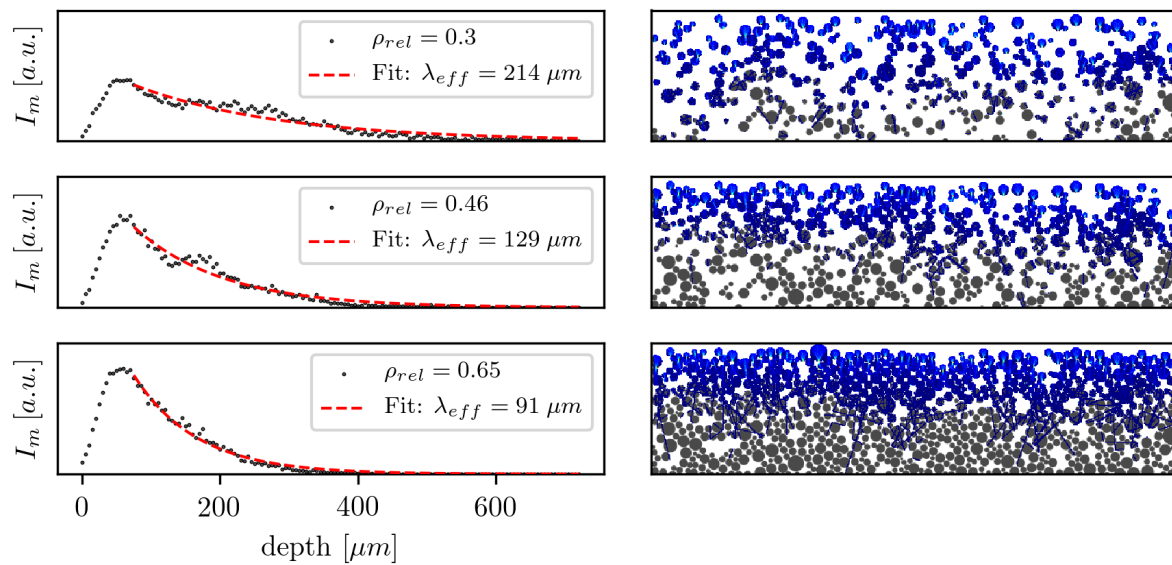 I_m [a.u.]
ρ_rel = 0.3
Fit: λ_eff = 214 μm
I_m [a.u.]
ρ_rel = 0.46
Fit: λ_eff = 129 μm
I_m [a.u.]
ρ_rel = 0.65
Fit: λ_eff = 91 μm
0 200 400 600
depth [μm]